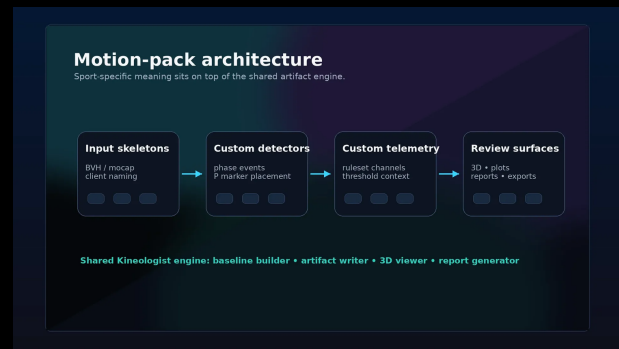 Motion-pack architecture
Sport-specific meaning sits on top of the shared artifact engine.
Input skeletons
BVH / mocap
client naming
Custom detectors
phase events
P marker placement
Custom telemetry
ruleset channels
threshold context
Review surfaces
3D • plots
reports • exports
Shared Kineologist engine: baseline builder • artifact writer • 3D viewer • report generator